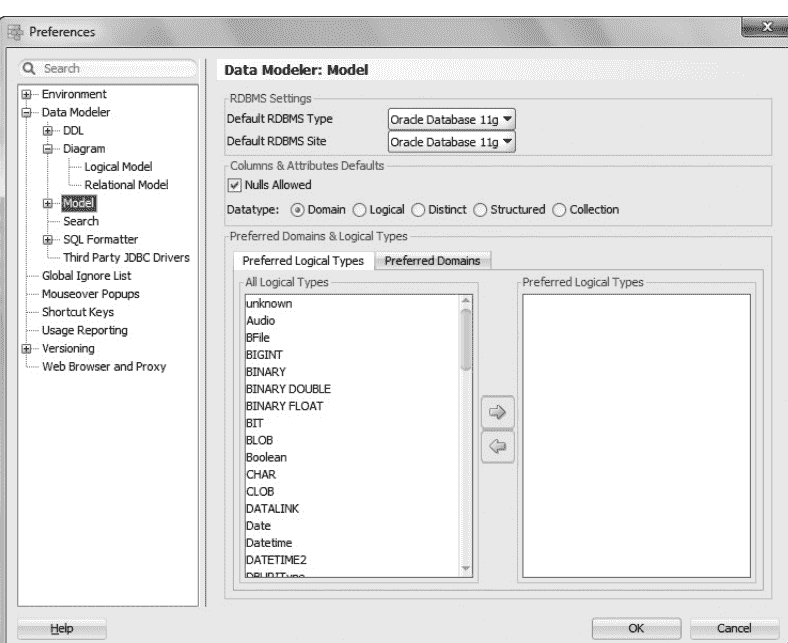 Preferences
Search
Environment
Data Modeler
DDL
Diagram
Logical Model
Relational Model
Model
Search
SQL Formatter
Third Party JDBC Drivers
Global Ignore List
Mouseover Popups
Shortcut Keys
Usage Reporting
Versioning
Web Browser and Proxy
Data Modeler: Model
RDBMS Settings
Default RDBMS Type Oracle Database 11g
Default RDBMS Site Oracle Database 11g
Columns & Attributes Defaults
Nulls Allowed
Datatype: Domain Logical Distinct Structured Collection
Preferred Domains & Logical Types
Preferred Logical Types Preferred Domains
All Logical Types
unknown
Audio
BFile
BIGINT
BINARY
BINARY DOUBLE
BINARY FLOAT
BIT
BLOB
Boolean
CHAR
CLOB
DATALINK
Date
Datetime
DATETIME2
DBURIType
Preferred Logical Types
Help OK Cancel